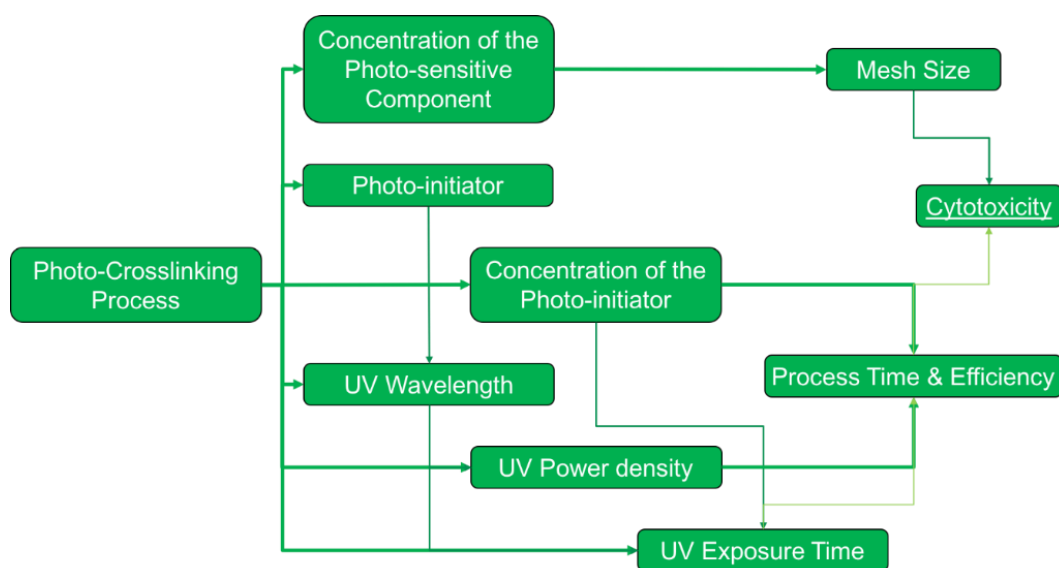 Concentration of the
Photo-sensitive
Component
Mesh Size
Photo-initiator
Cytotoxicity
Photo-Crosslinking
Process
Concentration of the
Photo-initiator
UV Wavelength
Process Time & Efficiency
UV Power density
UV Exposure Time